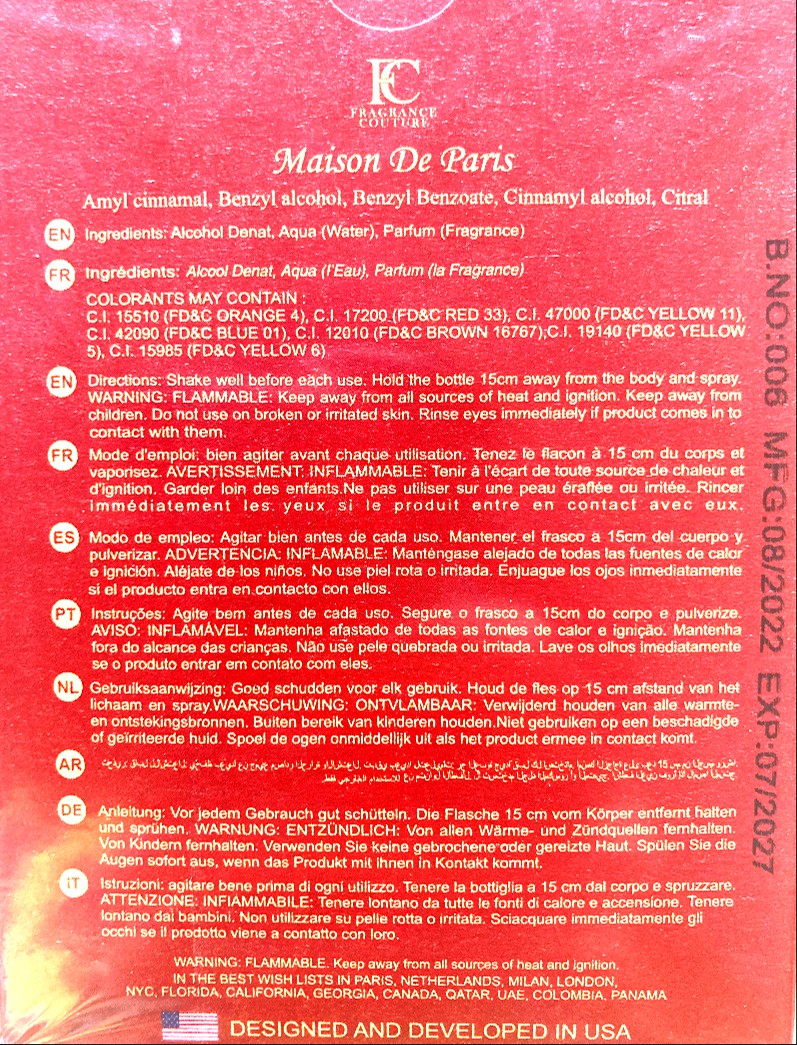 FC
FRAGRANCE
COUTURE
Maison De Paris
Amyl cinnamal, Benzyl alcohol, Benzyl Benzoate, Cinnamyl alcohol, Citral
EN Ingredients: Alcohol Denat, Aqua (Water), Parfum (Fragrance)
FR Ingrédients: Alcool Denat, Aqua (l'Eau), Parfum (la Fragrance)
COLORANTS MAY CONTAIN :
C.I. 15510 (FD&C ORANGE 4), C.I. 17200 (FD&C RED 33), C.I. 47000 (FD&C YELLOW 11),
C.I. 42090 (FD&C BLUE 01), C.I. 12010 (FD&C BROWN 16767);C.I. 19140 (FD&C YELLOW
5), C.I. 15985 (FD&C YELLOW 6)
EN Directions: Shake well before each use. Hold the bottle 15cm away from the body and spray.
WARNING: FLAMMABLE: Keep away from all sources of heat and ignition. Keep away from
children. Do not use on broken or irritated skin. Rinse eyes immediately if product comes in to
contact with them.
FR Mode d'emploi: bien agiter avant chaque utilisation. Tenez le flacon à 15 cm du corps et
vaporisez. AVERTISSEMENT: INFLAMMABLE: Tenir à l'écart de toute source de chaleur et
d'ignition. Garder loin des enfants.Ne pas utiliser sur une peau éraflée ou irritée. Rincer
immédiatement les yeux si le produit entre en contact avec eux.
ES Modo de empleo: Agitar bien antes de cada uso. Mantener el frasco a 15cm del cuerpo y
pulverizar. ADVERTENCIA: INFLAMABLE: Manténgase alejado de todas las fuentes de calor
e ignición. Aléjate de los niños. No use piel rota o irritada. Enjuague los ojos inmediatamente
si el producto entra en contacto con ellos.
PT Instruções: Agite bem antes de cada uso. Segure o frasco a 15cm do corpo e pulverize.
AVISO: INFLAMÁVEL: Mantenha afastado de todas as fontes de calor e ignição. Mantenha
fora do alcance das crianças. Não use pele quebrada ou irritada. Lave os olhos imediatamente
se o produto entrar em contato com eles.
NL Gebruiksaanwijzing: Goed schudden voor elk gebruik. Houd de fles op 15 cm afstand van het
lichaam en spray.WAARSCHUWING: ONTVLAMBAAR: Verwijderd houden van alle warmte-
en ontstekingsbronnen. Buiten bereik van kinderen houden.Niet gebruiken op een beschadigde
of geïrriteerde huid. Spoel de ogen onmiddellijk uit als het product ermee in contact komt.
AR
DE Anleitung: Vor jedem Gebrauch gut schütteln. Die Flasche 15 cm vom Körper entfernt halten
und sprühen. WARNUNG: ENTZÜNDLICH: Von allen Wärme- und Zündquellen fernhalten.
Von Kindern fernhalten. Verwenden Sie keine gebrochene oder gereizte Haut. Spülen Sie die
Augen sofort aus, wenn das Produkt mit ihnen in Kontakt kommt.
iT Istruzioni: agitare bene prima di ogni utilizzo. Tenere la bottiglia a 15 cm dal corpo e spruzzare.
ATTENZIONE: INFIAMMABILE: Tenere lontano da tutte le fonti di calore e accensione. Tenere
lontano dai bambini. Non utilizzare su pelle rotta o irritata. Sciacquare immediatamente gli
occhi se il prodotto viene a contatto con loro.
WARNING: FLAMMABLE. Keep away from all sources of heat and ignition.
IN THE BEST WISH LISTS IN PARIS, NETHERLANDS, MILAN, LONDON,
NYC, FLORIDA, CALIFORNIA, GEORGIA, CANADA, QATAR, UAE, COLOMBIA, PANAMA
DESIGNED AND DEVELOPED IN USA
B.NO:006 MFG:08/2022 EXP:07/2027